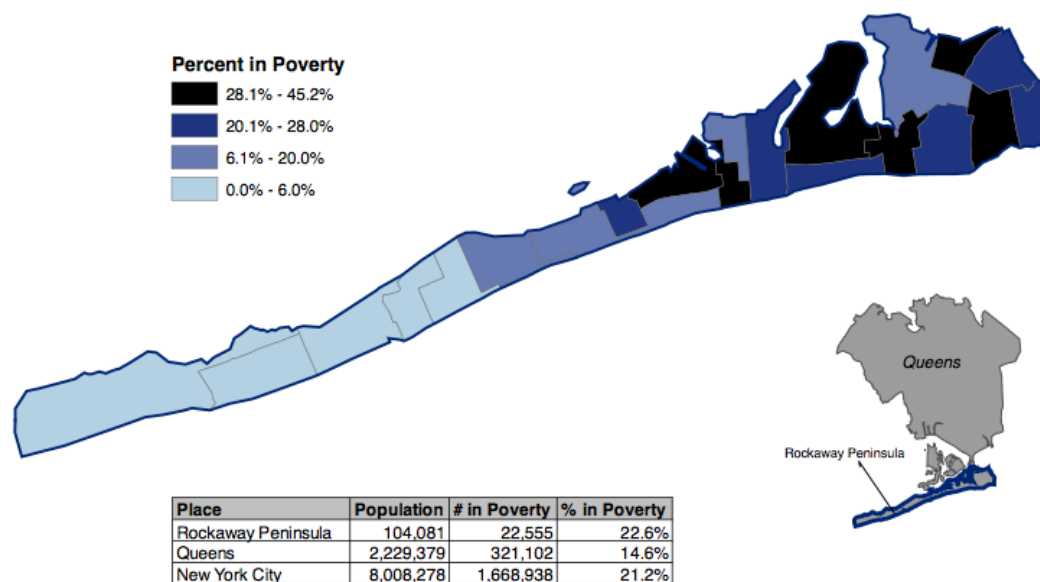 Percent in Poverty
28.1% - 45.2%
20.1% - 28.0%
6.1% - 20.0%
0.0% - 6.0%
Queens
Rockaway Peninsula
Place Population # in Poverty % in Poverty
Rockaway Peninsula 104,081 22,555 22.6%
Queens 2,229,379 321,102 14.6%
New York City 8,008,278 1,668,938 21.2%